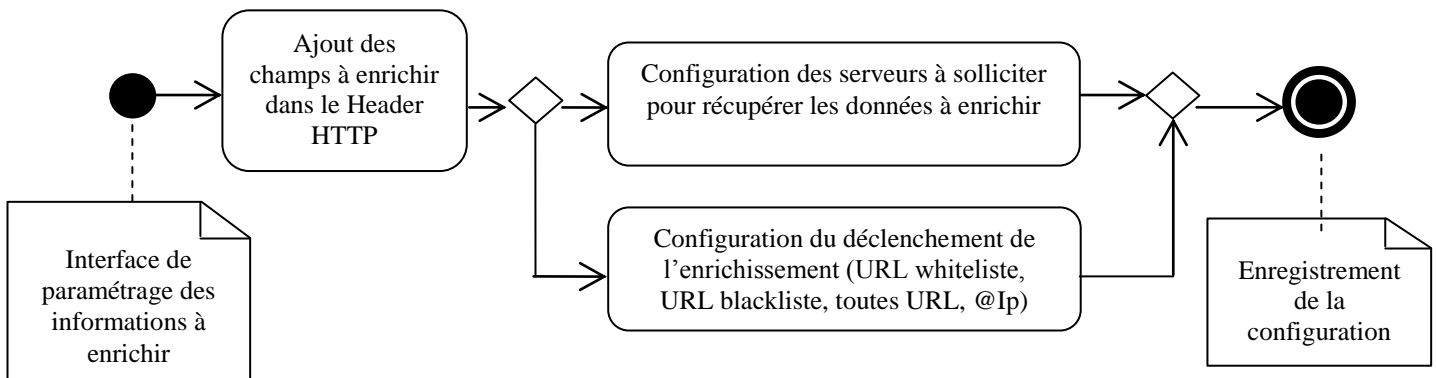 Ajout des
champs à enrichir
dans le Header
HTTP
Configuration des serveurs à solliciter
pour récupérer les données à enrichir
Configuration du déclenchement de
l’enrichissement (URL whiteliste,
URL blackliste, toutes URL, @Ip)
Interface de
paramétrage des
informations à
enrichir
Enregistrement
de la
configuration